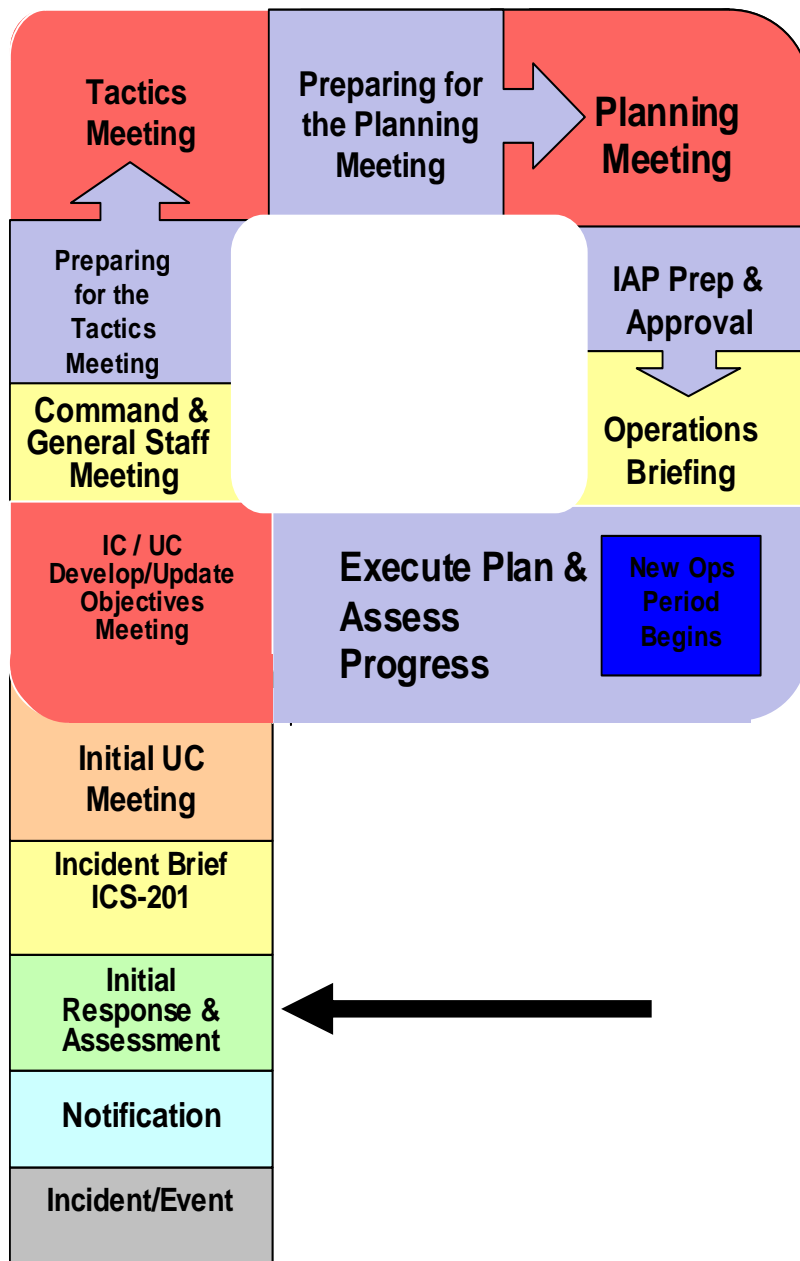 Tactics
Meeting
Preparing for
the Planning
Meeting
Planning
Meeting
Preparing
for the
Tactics
Meeting
IAP Prep &
Approval
Command &
General Staff
Meeting
Operations
Briefing
IC / UC
Develop/Update
Objectives
Meeting
Execute Plan &
Assess
Progress
New Ops
Period
Begins
Initial UC
Meeting
Incident Brief
ICS-201
Initial
Response &
Assessment
Notification
Incident/Event